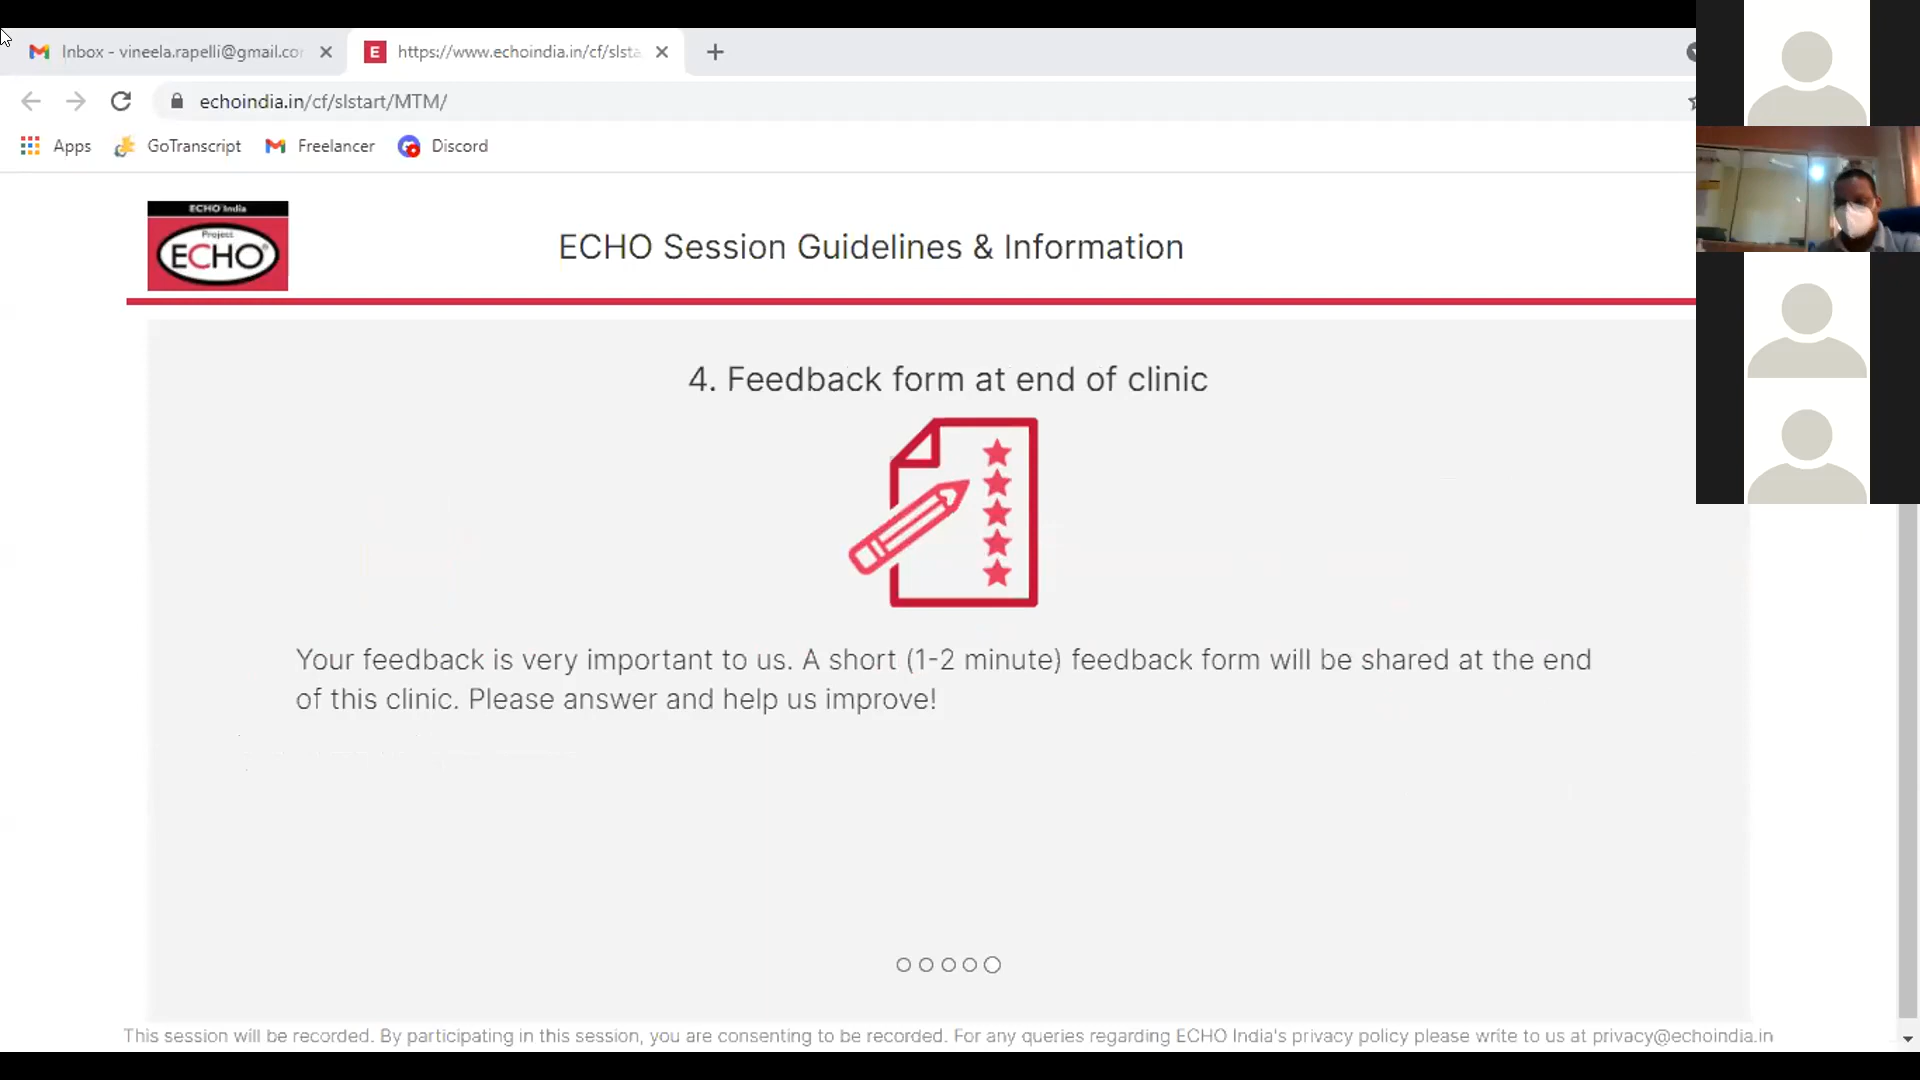 Inbox - vineela.rapelli@gmail.co
https://www.echoindia.in/cf/slsta
echoindia.in/cf/slstart/MTM/
Apps
GoTranscript
Freelancer
Discord
ECHO India
Project
ECHO®
ECHO Session Guidelines & Information
4. Feedback form at end of clinic
Your feedback is very important to us. A short (1-2 minute) feedback form will be shared at the end
of this clinic. Please answer and help us improve!
This session will be recorded. By participating in this session, you are consenting to be recorded. For any queries regarding ECHO India's privacy policy please write to us at privacy@echoindia.in